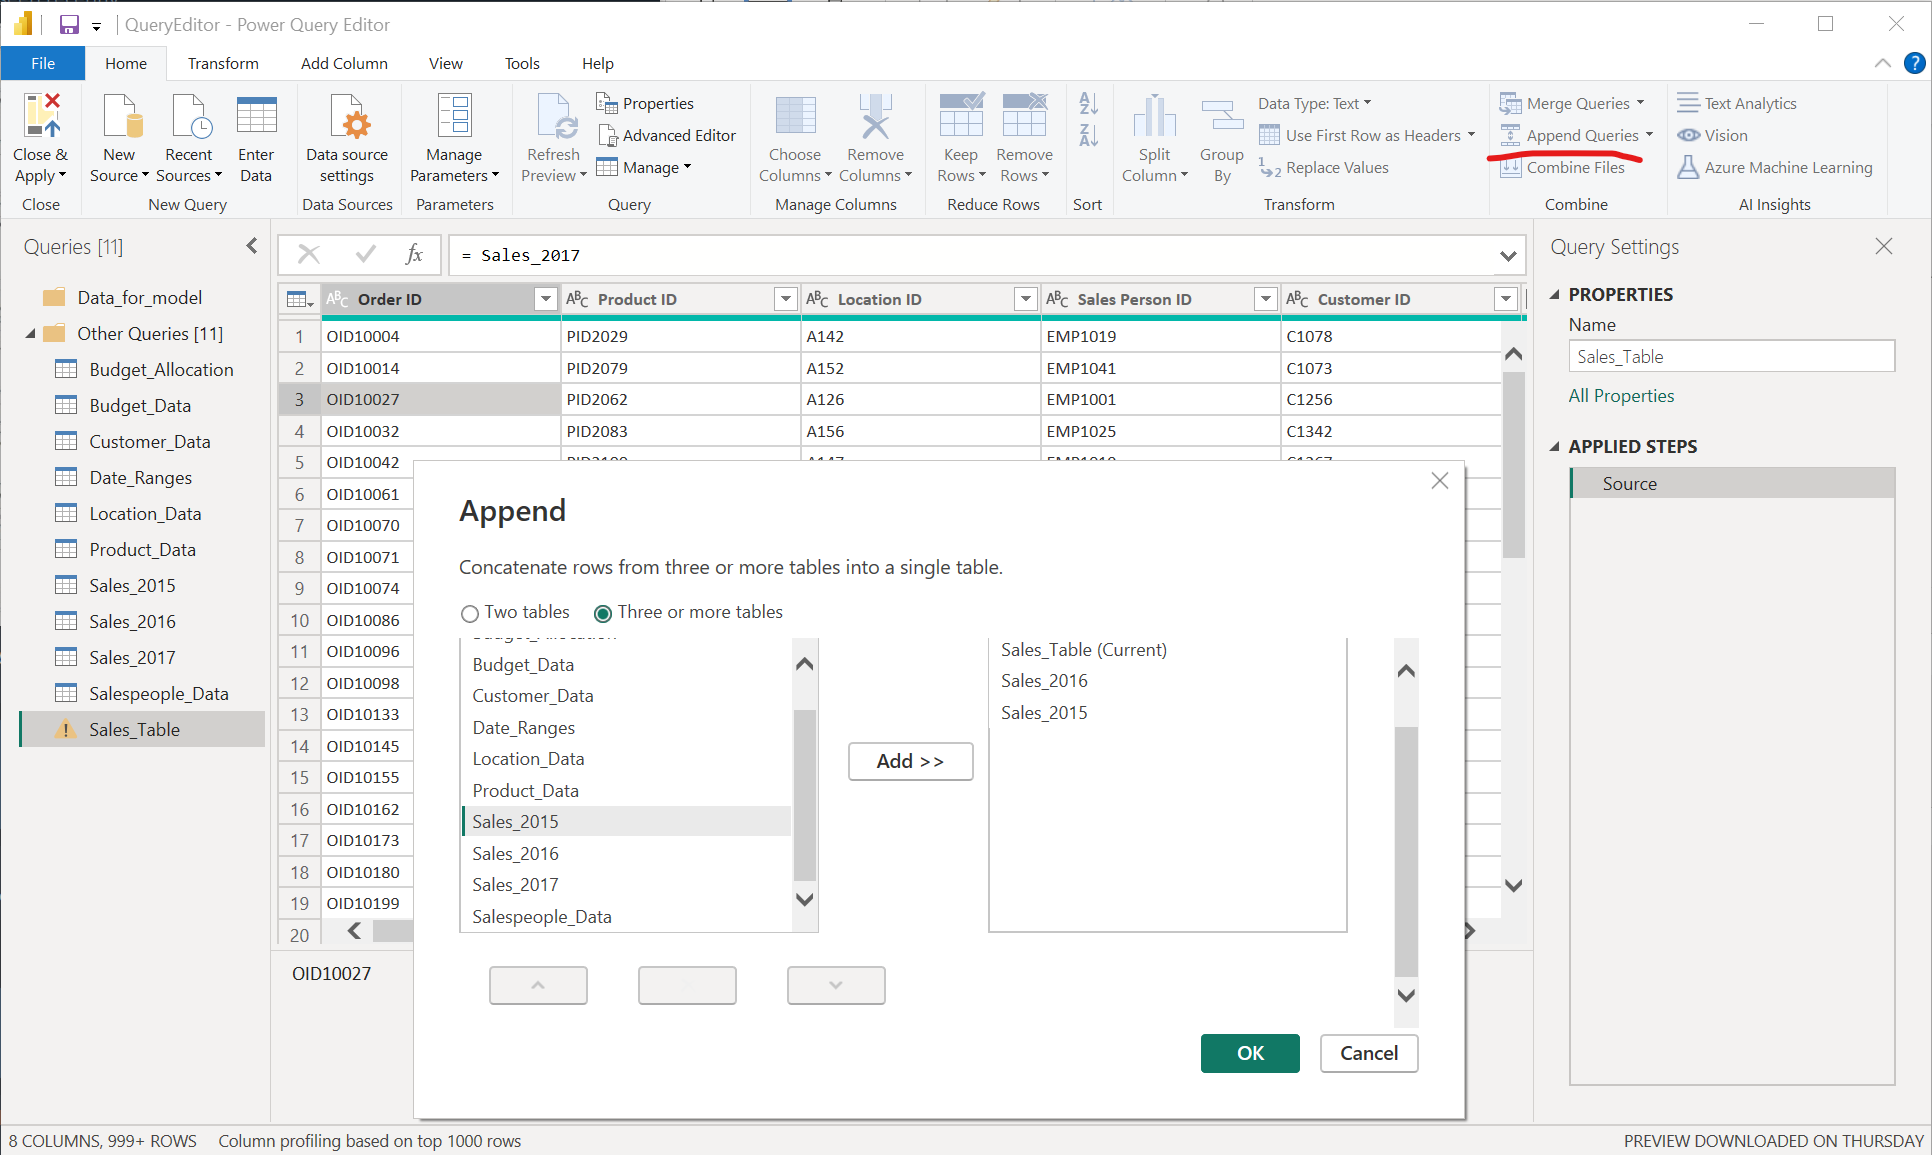 QueryEditor - Power Query Editor
File Home Transform Add Column View Tools Help
Close & Apply
Close
New Source
Recent Sources
Enter Data
New Query
Data source settings
Data Sources
Manage Parameters
Parameters
Refresh Preview
Properties
Advanced Editor
Manage
Query
Choose Columns
Remove Columns
Manage Columns
Keep Rows
Remove Rows
Reduce Rows
Sort
Split Column
Group By
Data Type: Text
Use First Row as Headers
Replace Values
Transform
Merge Queries
Append Queries
Combine Files
Combine
Text Analytics
Vision
Azure Machine Learning
AI Insights
Queries [11]
Data_for_model
Other Queries [11]
Budget_Allocation
Budget_Data
Customer_Data
Date_Ranges
Location_Data
Product_Data
Sales_2015
Sales_2016
Sales_2017
Salespeople_Data
Sales_Table
fx = Sales_2017
Order ID Product ID Location ID Sales Person ID Customer ID
1 OID10004 PID2029 A142 EMP1019 C1078
2 OID10014 PID2079 A152 EMP1041 C1073
3 OID10027 PID2062 A126 EMP1001 C1256
4 OID10032 PID2083 A156 EMP1025 C1342
5 OID10042
6 OID10061
7 OID10070
8 OID10071
9 OID10074
10 OID10086
11 OID10096
12 OID10098
13 OID10133
14 OID10145
15 OID10155
16 OID10162
17 OID10173
18 OID10180
19 OID10199
20
OID10027
Append
Concatenate rows from three or more tables into a single table.
Two tables Three or more tables
Budget_Data
Customer_Data
Date_Ranges
Location_Data
Product_Data
Sales_2015
Sales_2016
Sales_2017
Salespeople_Data
Add >>
Sales_Table (Current)
Sales_2016
Sales_2015
OK Cancel
Query Settings
PROPERTIES
Name
Sales_Table
All Properties
APPLIED STEPS
Source
8 COLUMNS, 999+ ROWS Column profiling based on top 1000 rows
PREVIEW DOWNLOADED ON THURSDAY